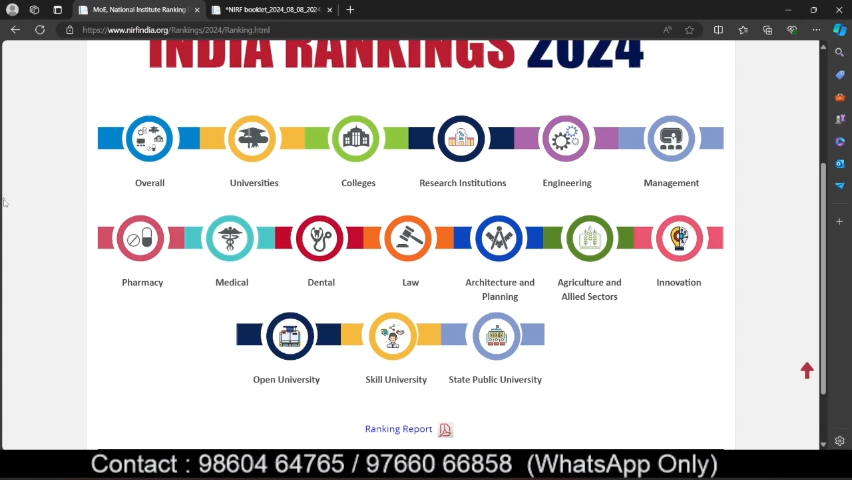 MoE, National Institute Ranking
*NIRF booklet_2024_08_08_2024
https://www.nirfindia.org/Rankings/2024/Ranking.html
INDIA RANKINGS 2024
Overall
Universities
Colleges
Research Institutions
Engineering
Management
Pharmacy
Medical
Dental
Law
Architecture and
Planning
Agriculture and
Allied Sectors
Innovation
Open University
Skill University
State Public University
Ranking Report
Contact : 98604 64765 / 97660 66858 (WhatsApp Only)